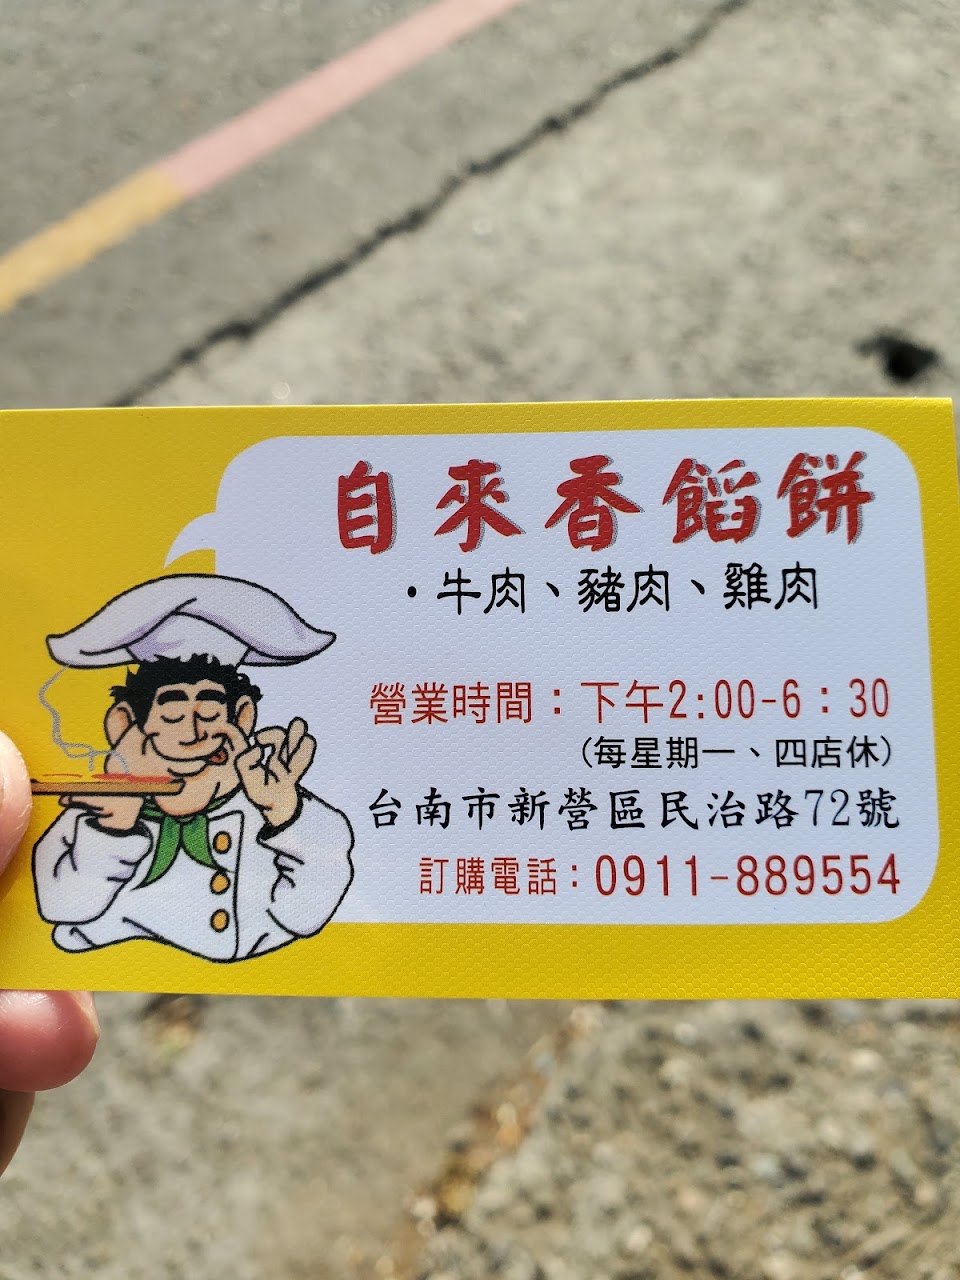 自來香餡餅
·牛肉、豬肉、雞肉
營業時間：下午2:00-6：30
(每星期一、四店休)
台南市新營區民治路72號
訂購電話：0911-889554